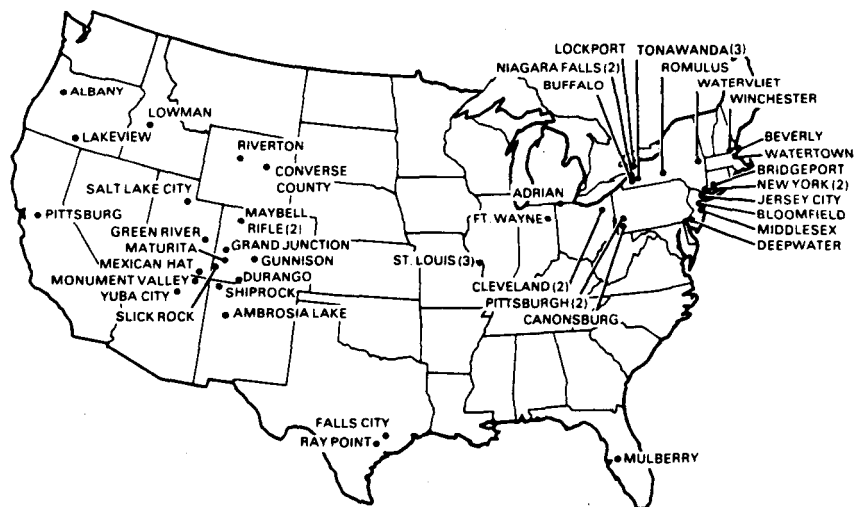 LOCKPORT
TONAWANDA (3)
NIAGARA FALLS (2)
ROMULUS
BUFFALO
WATERVLIET
WINCHESTER
ALBANY
LOWMAN
LAKEVIEW
RIVERTON
CONVERSE
COUNTY
BEVERLY
WATERTOWN
BRIDGEPORT
NEW YORK (2)
JERSEY CITY
BLOOMFIELD
MIDDLESEX
DEEPWATER
SALT LAKE CITY
ADRIAN
PITTSBURG
MAYBELL
RIFLE (2)
FT. WAYNE
GREEN RIVER
GRAND JUNCTION
MATURITA
GUNNISON
ST. LOUIS (3)
MEXICAN HAT
DURANGO
MONUMENT VALLEY
SHIPROCK
YUBA CITY
CLEVELAND (2)
PITTSBURGH (2)
CANONSBURG
SLICK ROCK
AMBROSIA LAKE
FALLS CITY
RAY POINT
MULBERRY